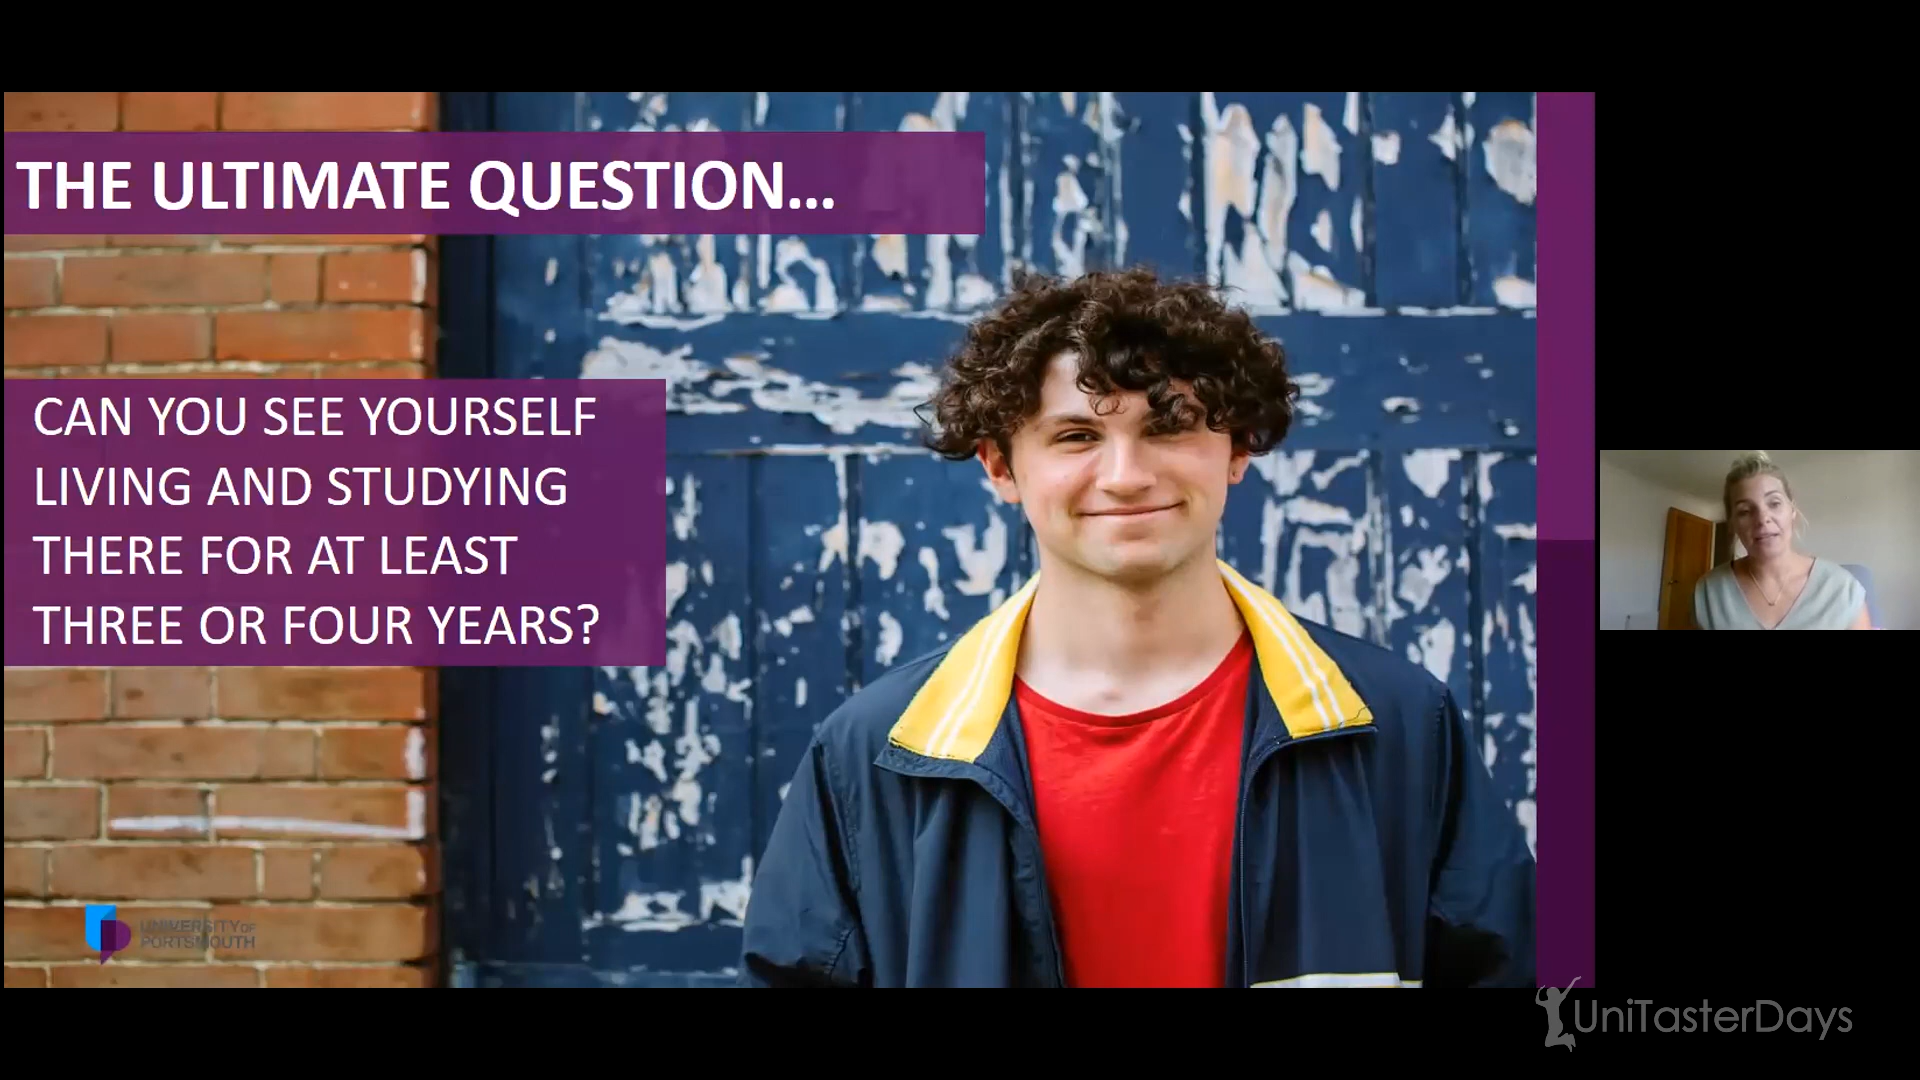 THE ULTIMATE QUESTION...
CAN YOU SEE YOURSELF
LIVING AND STUDYING
THERE FOR AT LEAST
THREE OR FOUR YEARS?
UNIVERSITY OF
PORTSMOUTH
UniTasterDays